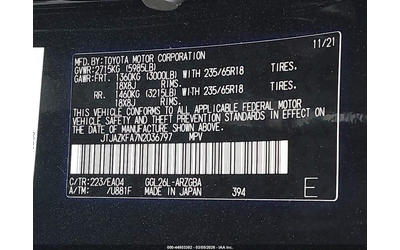 11/21
MFD. BY: TOYOTA MOTOR CORPORATION
GVWR: 2715KG (5985LB)
GAWR: FRT. 1360KG (3000LB) WITH 235/65R18 TIRES,
18X8J RIMS,
RR. 1460KG (3215LB) WITH 235/65R18 TIRES,
18X8J RIMS,
THIS VEHICLE CONFORMS TO ALL APPLICABLE FEDERAL MOTOR
VEHICLE SAFETY AND THEFT PREVENTION STANDARDS IN EFFECT
ON THE DATE OF MANUFACTURE SHOWN ABOVE.
JTJAZKFA7N2036797 MPV
C/TR: 223/EA04 GGL26L-ARZGBA
A/TM: /U881F MADE IN JAPAN 394 E